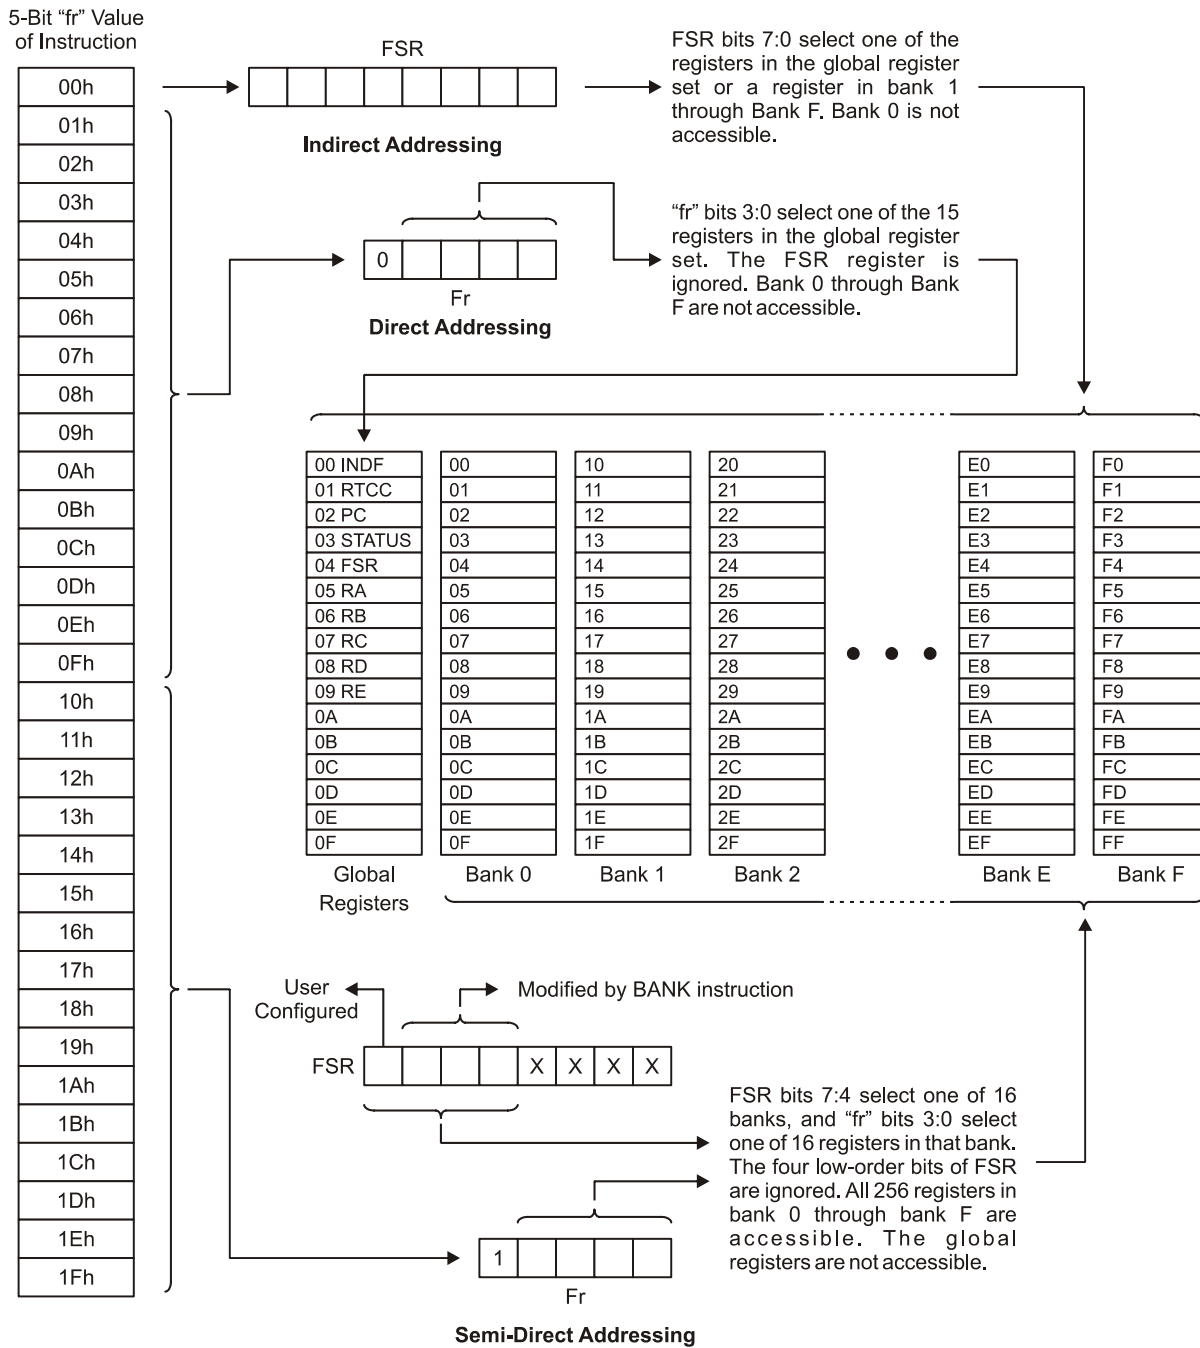 5-Bit “fr” Value
of Instruction
00h
01h
02h
03h
04h
05h
06h
07h
08h
09h
0Ah
0Bh
0Ch
0Dh
0Eh
0Fh
10h
11h
12h
13h
14h
15h
16h
17h
18h
19h
1Ah
1Bh
1Ch
1Dh
1Eh
1Fh
FSR
Indirect Addressing
FSR bits 7:0 select one of the
registers in the global register
set or a register in bank 1
through Bank F. Bank 0 is not
accessible.
0
Fr
Direct Addressing
“fr” bits 3:0 select one of the 15
registers in the global register
set. The FSR register is
ignored. Bank 0 through Bank
F are not accessible.
00 INDF
01 RTCC
02 PC
03 STATUS
04 FSR
05 RA
06 RB
07 RC
08 RD
09 RE
0A
0B
0C
0D
0E
0F
Global
Registers
00
01
02
03
04
05
06
07
08
09
0A
0B
0C
0D
0E
0F
Bank 0
10
11
12
13
14
15
16
17
18
19
1A
1B
1C
1D
1E
1F
Bank 1
20
21
22
23
24
25
26
27
28
29
2A
2B
2C
2D
2E
2F
Bank 2
E0
E1
E2
E3
E4
E5
E6
E7
E8
E9
EA
EB
EC
ED
EE
EF
Bank E
F0
F1
F2
F3
F4
F5
F6
F7
F8
F9
FA
FB
FC
FD
FE
FF
Bank F
User
Configured
Modified by BANK instruction
FSR X X X X
FSR bits 7:4 select one of 16
banks, and “fr” bits 3:0 select
one of 16 registers in that bank.
The four low-order bits of FSR
are ignored. All 256 registers in
bank 0 through bank F are
accessible. The global
registers are not accessible.
1
Fr
Semi-Direct Addressing